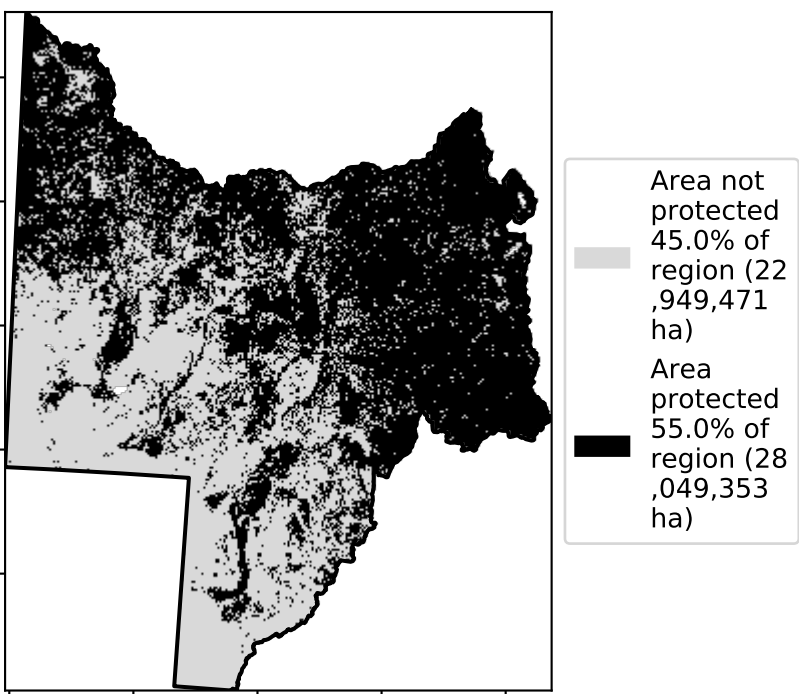 Area not
protected
45.0% of
region (22
,949,471
ha)
Area
protected
55.0% of
region (28
,049,353
ha)